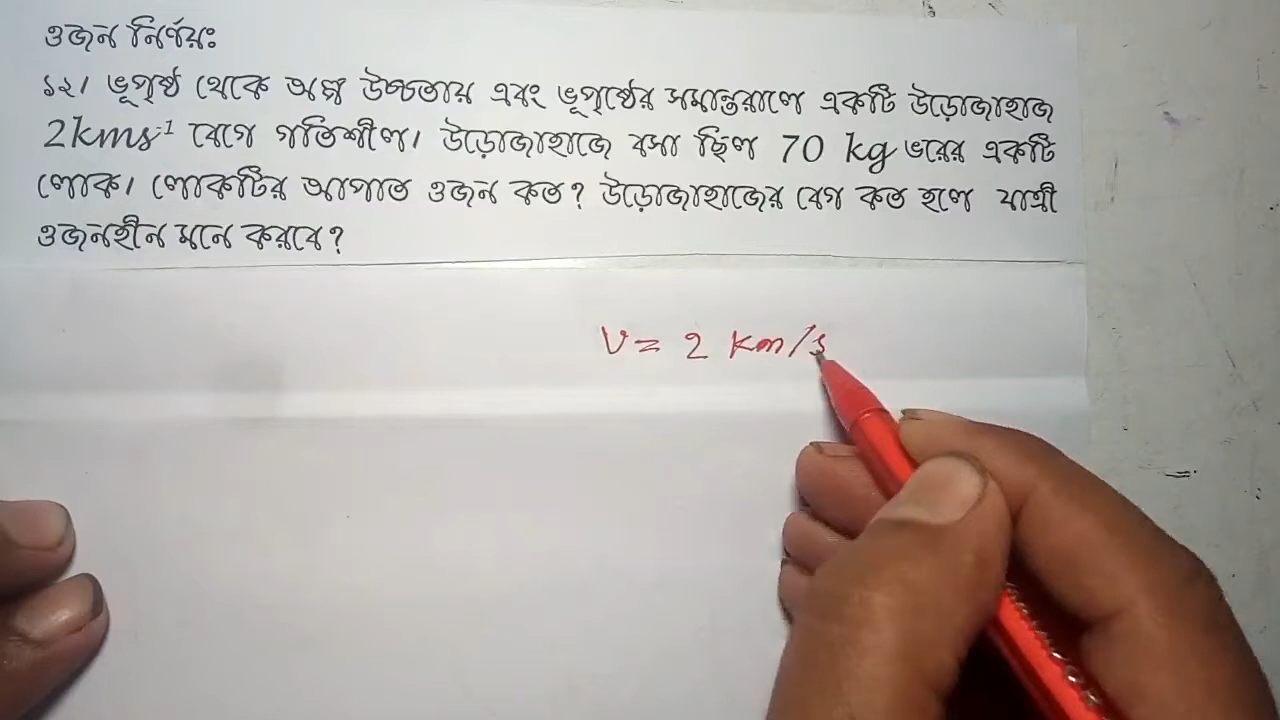 ওজন নির্ণয়ঃ
১২। ভূপৃষ্ঠ থেকে অল্প উচ্চতায় এবং ভূপৃষ্ঠের সমান্তরালে একটি উড়োজাহাজ
2kms⁻¹ বেগে গতিশীল। উড়োজাহাজে বসা ছিল 70 kg ভরের একটি
লোক। লোকটির আপাত ওজন কত? উড়োজাহাজের বেগ কত হলে যাত্রী
ওজনহীন মনে করবে?
v = 2 km/s